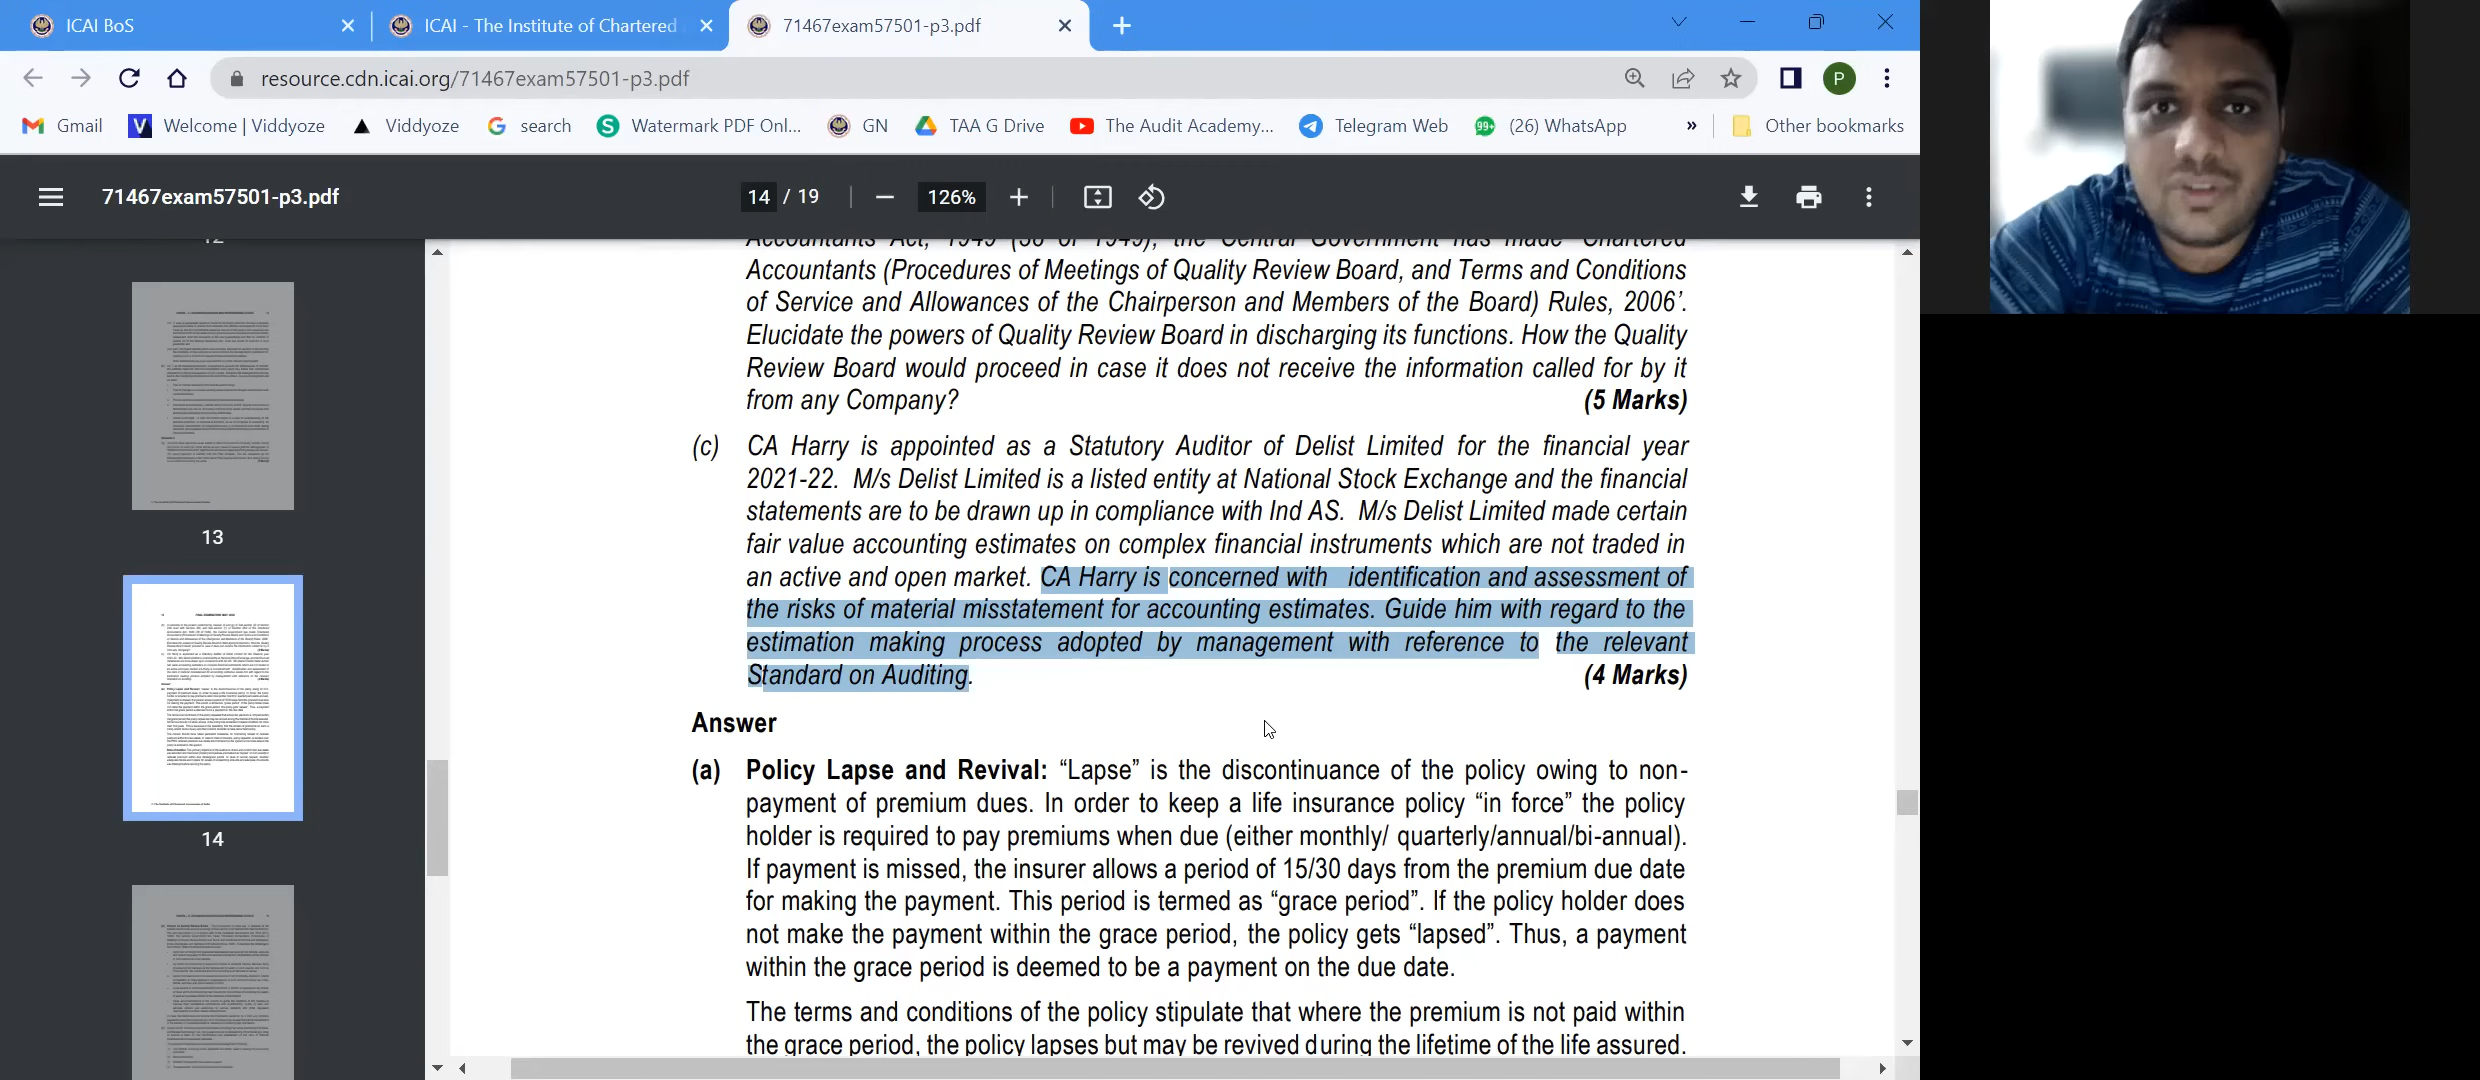 ICAI BoS
ICAI - The Institute of Chartered
71467exam57501-p3.pdf
resource.cdn.icai.org/71467exam57501-p3.pdf
P
Gmail
Welcome | Viddyoze
Viddyoze
search
Watermark PDF Onl...
GN
TAA G Drive
The Audit Academy...
Telegram Web
99+
(26) WhatsApp
»
Other bookmarks
71467exam57501-p3.pdf
14 / 19
126%
12
13
14
Accountants Act, 1949 (38 of 1949), the Central Government has made 'Chartered
Accountants (Procedures of Meetings of Quality Review Board, and Terms and Conditions
of Service and Allowances of the Chairperson and Members of the Board) Rules, 2006’.
Elucidate the powers of Quality Review Board in discharging its functions. How the Quality
Review Board would proceed in case it does not receive the information called for by it
from any Company? (5 Marks)
(c) CA Harry is appointed as a Statutory Auditor of Delist Limited for the financial year
2021-22. M/s Delist Limited is a listed entity at National Stock Exchange and the financial
statements are to be drawn up in compliance with Ind AS. M/s Delist Limited made certain
fair value accounting estimates on complex financial instruments which are not traded in
an active and open market. CA Harry is concerned with identification and assessment of
the risks of material misstatement for accounting estimates. Guide him with regard to the
estimation making process adopted by management with reference to the relevant
Standard on Auditing. (4 Marks)
Answer
(a) Policy Lapse and Revival: “Lapse” is the discontinuance of the policy owing to non-
payment of premium dues. In order to keep a life insurance policy “in force” the policy
holder is required to pay premiums when due (either monthly/ quarterly/annual/bi-annual).
If payment is missed, the insurer allows a period of 15/30 days from the premium due date
for making the payment. This period is termed as “grace period”. If the policy holder does
not make the payment within the grace period, the policy gets “lapsed”. Thus, a payment
within the grace period is deemed to be a payment on the due date.
The terms and conditions of the policy stipulate that where the premium is not paid within
the grace period, the policy lapses but may be revived during the lifetime of the life assured.